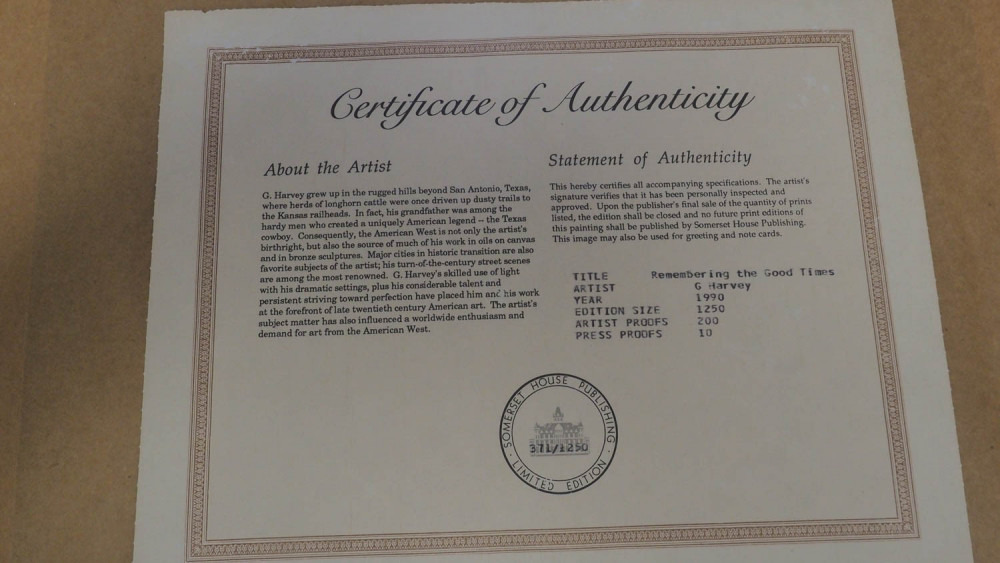 Certificate of Authenticity
About the Artist
G. Harvey grew up in the rugged hills beyond San Antonio, Texas,
where herds of longhorn cattle were once driven up dusty trails to
the Kansas railheads. In fact, his grandfather was among the
hardy men who created a uniquely American legend -- the Texas
cowboy. Consequently, the American West is not only the artist's
birthright, but also the source of much of his work in oils on canvas
and in bronze sculptures. Major cities in historic transition are also
favorite subjects of the artist; his turn-of-the-century street scenes
are among the most renowned. G. Harvey's skilled use of light
with his dramatic settings, plus his considerable talent and
persistent striving toward perfection have placed him and his work
at the forefront of late twentieth century American art. The artist's
subject matter has also influenced a worldwide enthusiasm and
demand for art from the American West.
Statement of Authenticity
This hereby certifies all accompanying specifications. The artist's
signature verifies that it has been personally inspected and
approved. Upon the publisher's final sale of the quantity of prints
listed, the edition shall be closed and no future print editions of
this painting shall be published by Somerset House Publishing.
This image may also be used for greeting and note cards.
TITLE Remembering the Good Times
ARTIST G Harvey
YEAR 1990
EDITION SIZE 1250
ARTIST PROOFS 200
PRESS PROOFS 10
SOMERSET HOUSE PUBLISHING
371/1250
LIMITED EDITION